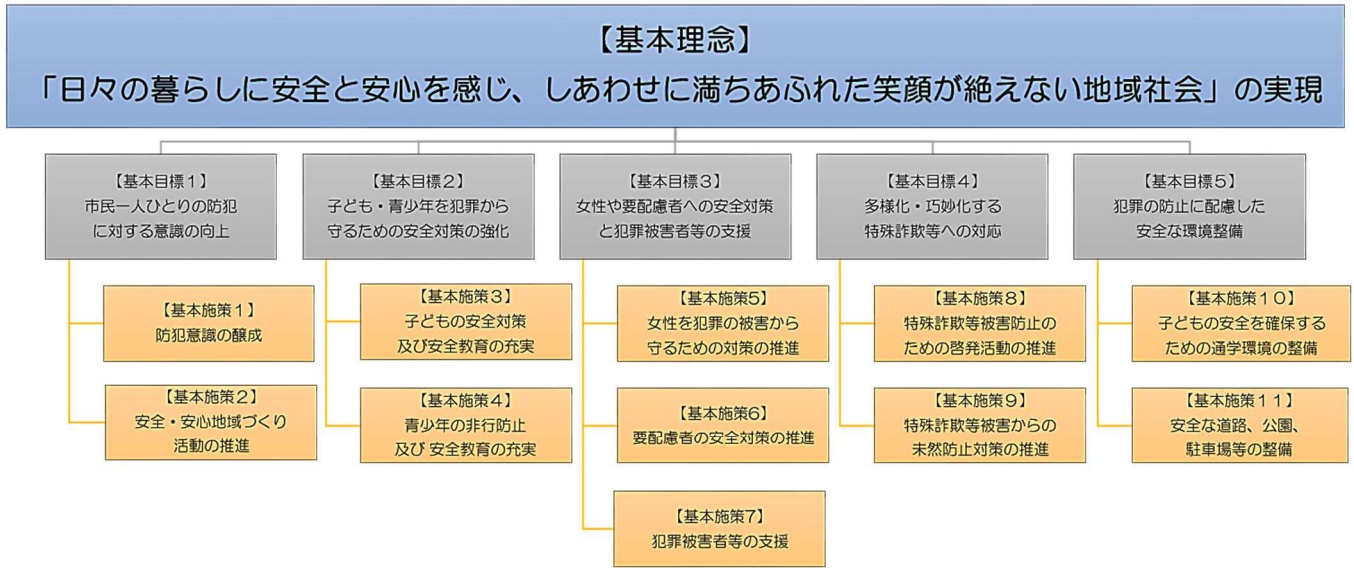 【基本理念】
「日々の暮らしに安全と安心を感じ、しあわせに満ちあふれた笑顔が絶えない地域社会」の実現
【基本目標１】
市民一人ひとりの防犯
に対する意識の向上
【基本目標２】
子ども・青少年を犯罪から
守るための安全対策の強化
【基本目標３】
女性や要配慮者への安全対策
と犯罪被害者等の支援
【基本目標４】
多様化・巧妙化する
特殊詐欺等への対応
【基本目標５】
犯罪の防止に配慮した
安全な環境整備
【基本施策１】
防犯意識の醸成
【基本施策２】
安全・安心地域づくり
活動の推進
【基本施策３】
子どもの安全対策
及び安全教育の充実
【基本施策４】
青少年の非行防止
及び 安全教育の充実
【基本施策５】
女性を犯罪の被害から
守るための対策の推進
【基本施策６】
要配慮者の安全対策の推進
【基本施策７】
犯罪被害者等の支援
【基本施策８】
特殊詐欺等被害防止の
ための啓発活動の推進
【基本施策９】
特殊詐欺等被害からの
未然防止対策の推進
【基本施策１０】
子どもの安全を確保する
ための通学環境の整備
【基本施策１１】
安全な道路、公園、
駐車場等の整備